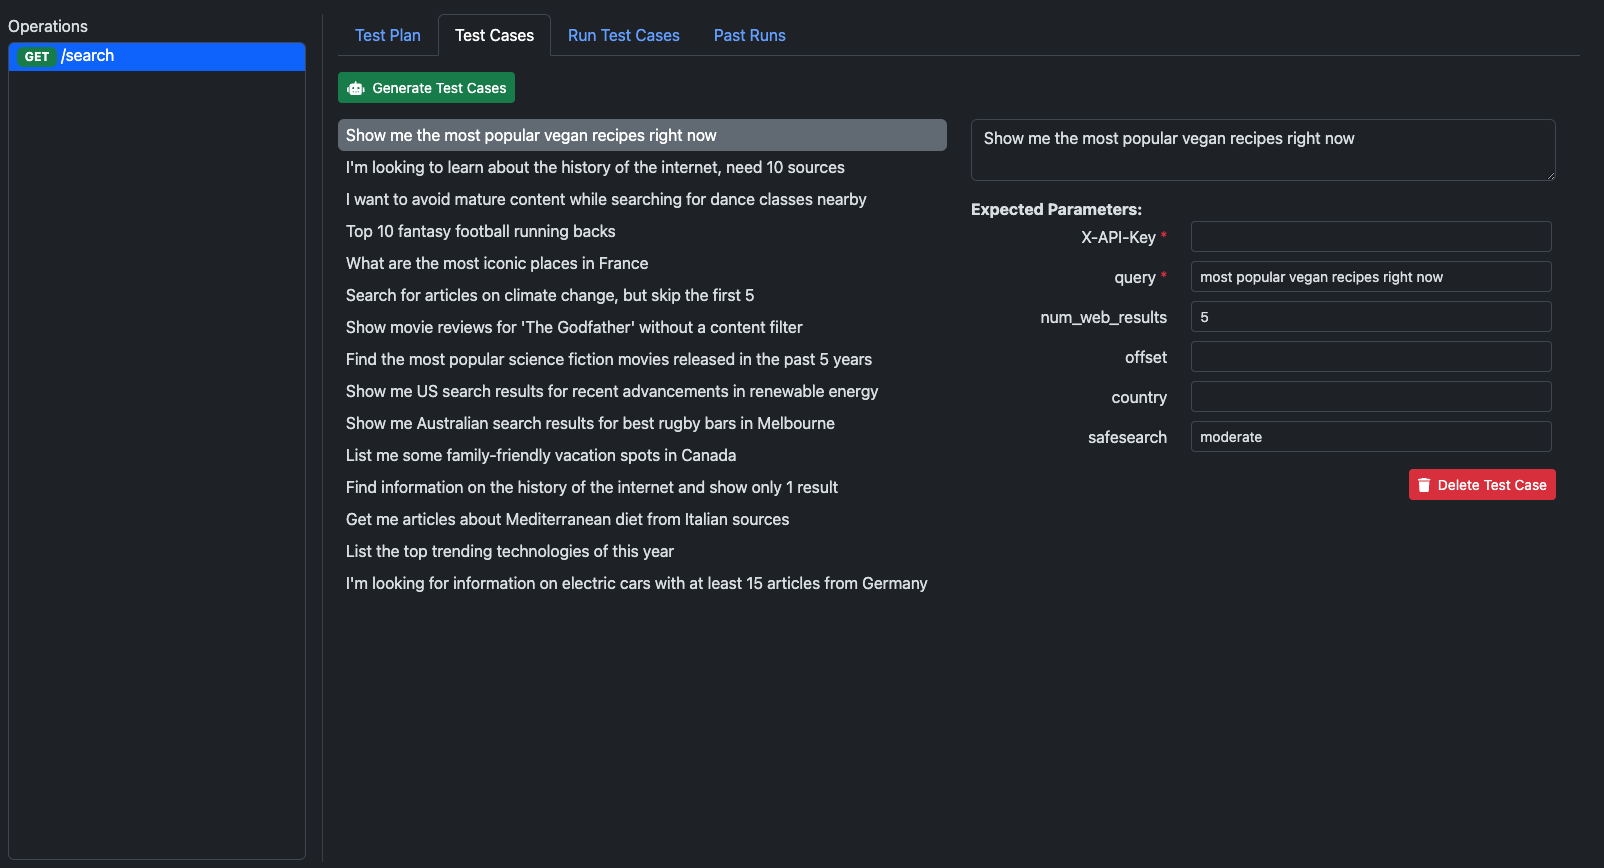 Operations
GET /search
Test Plan
Test Cases
Run Test Cases
Past Runs
Generate Test Cases
Show me the most popular vegan recipes right now
I'm looking to learn about the history of the internet, need 10 sources
I want to avoid mature content while searching for dance classes nearby
Top 10 fantasy football running backs
What are the most iconic places in France
Search for articles on climate change, but skip the first 5
Show movie reviews for 'The Godfather' without a content filter
Find the most popular science fiction movies released in the past 5 years
Show me US search results for recent advancements in renewable energy
Show me Australian search results for best rugby bars in Melbourne
List me some family-friendly vacation spots in Canada
Find information on the history of the internet and show only 1 result
Get me articles about Mediterranean diet from Italian sources
List the top trending technologies of this year
I'm looking for information on electric cars with at least 15 articles from Germany
Show me the most popular vegan recipes right now
Expected Parameters:
X-API-Key *
query * most popular vegan recipes right now
num_web_results 5
offset
country
safesearch moderate
Delete Test Case